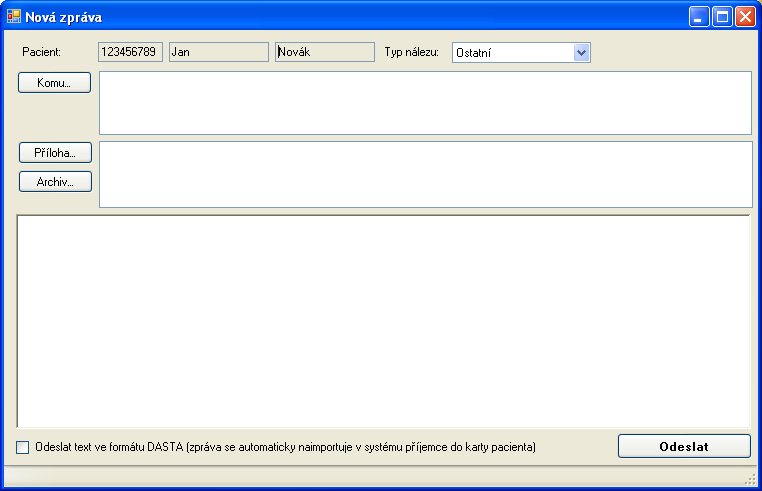 Nová zpráva
Pacient: 123456789 Jan Novák Typ nálezu: Ostatní
Komu...
Příloha...
Archiv...
Odeslat text ve formátu DASTA (zpráva se automaticky naimportuje v systému příjemce do karty pacienta) Odeslat